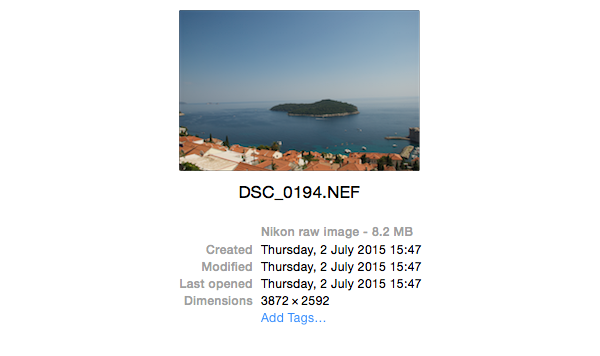 DSC_0194.NEF
Nikon raw image - 8.2 MB
Created Thursday, 2 July 2015 15:47
Modified Thursday, 2 July 2015 15:47
Last opened Thursday, 2 July 2015 15:47
Dimensions 3872 × 2592
Add Tags…